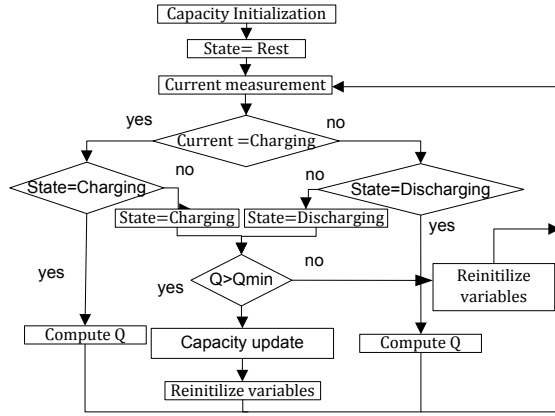 Capacity Initialization
State= Rest
Current measurement
yes
no
Current =Charging
State=Charging
no
no
State=Discharging
State=Charging
State=Discharging
yes
yes
yes
Q>Qmin
no
Reinitilize
variables
Compute Q
Capacity update
Compute Q
Reinitilize variables